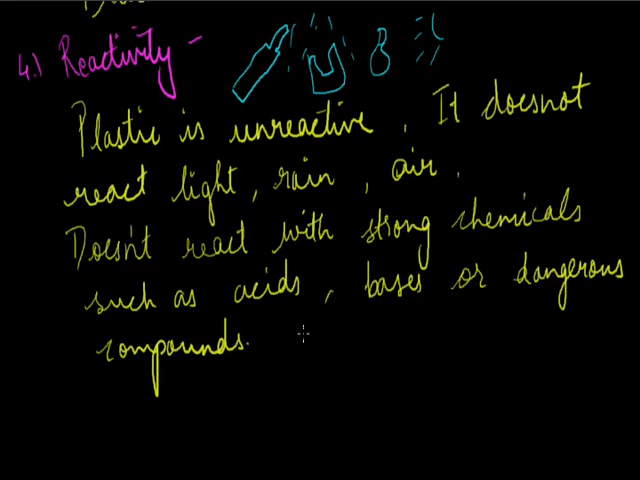 4.) Reactivity -
Plastic is unreactive. It doesnot
react light, rain, air.
Doesn't react with strong chemicals
such as acids, bases or dangerous
compounds.